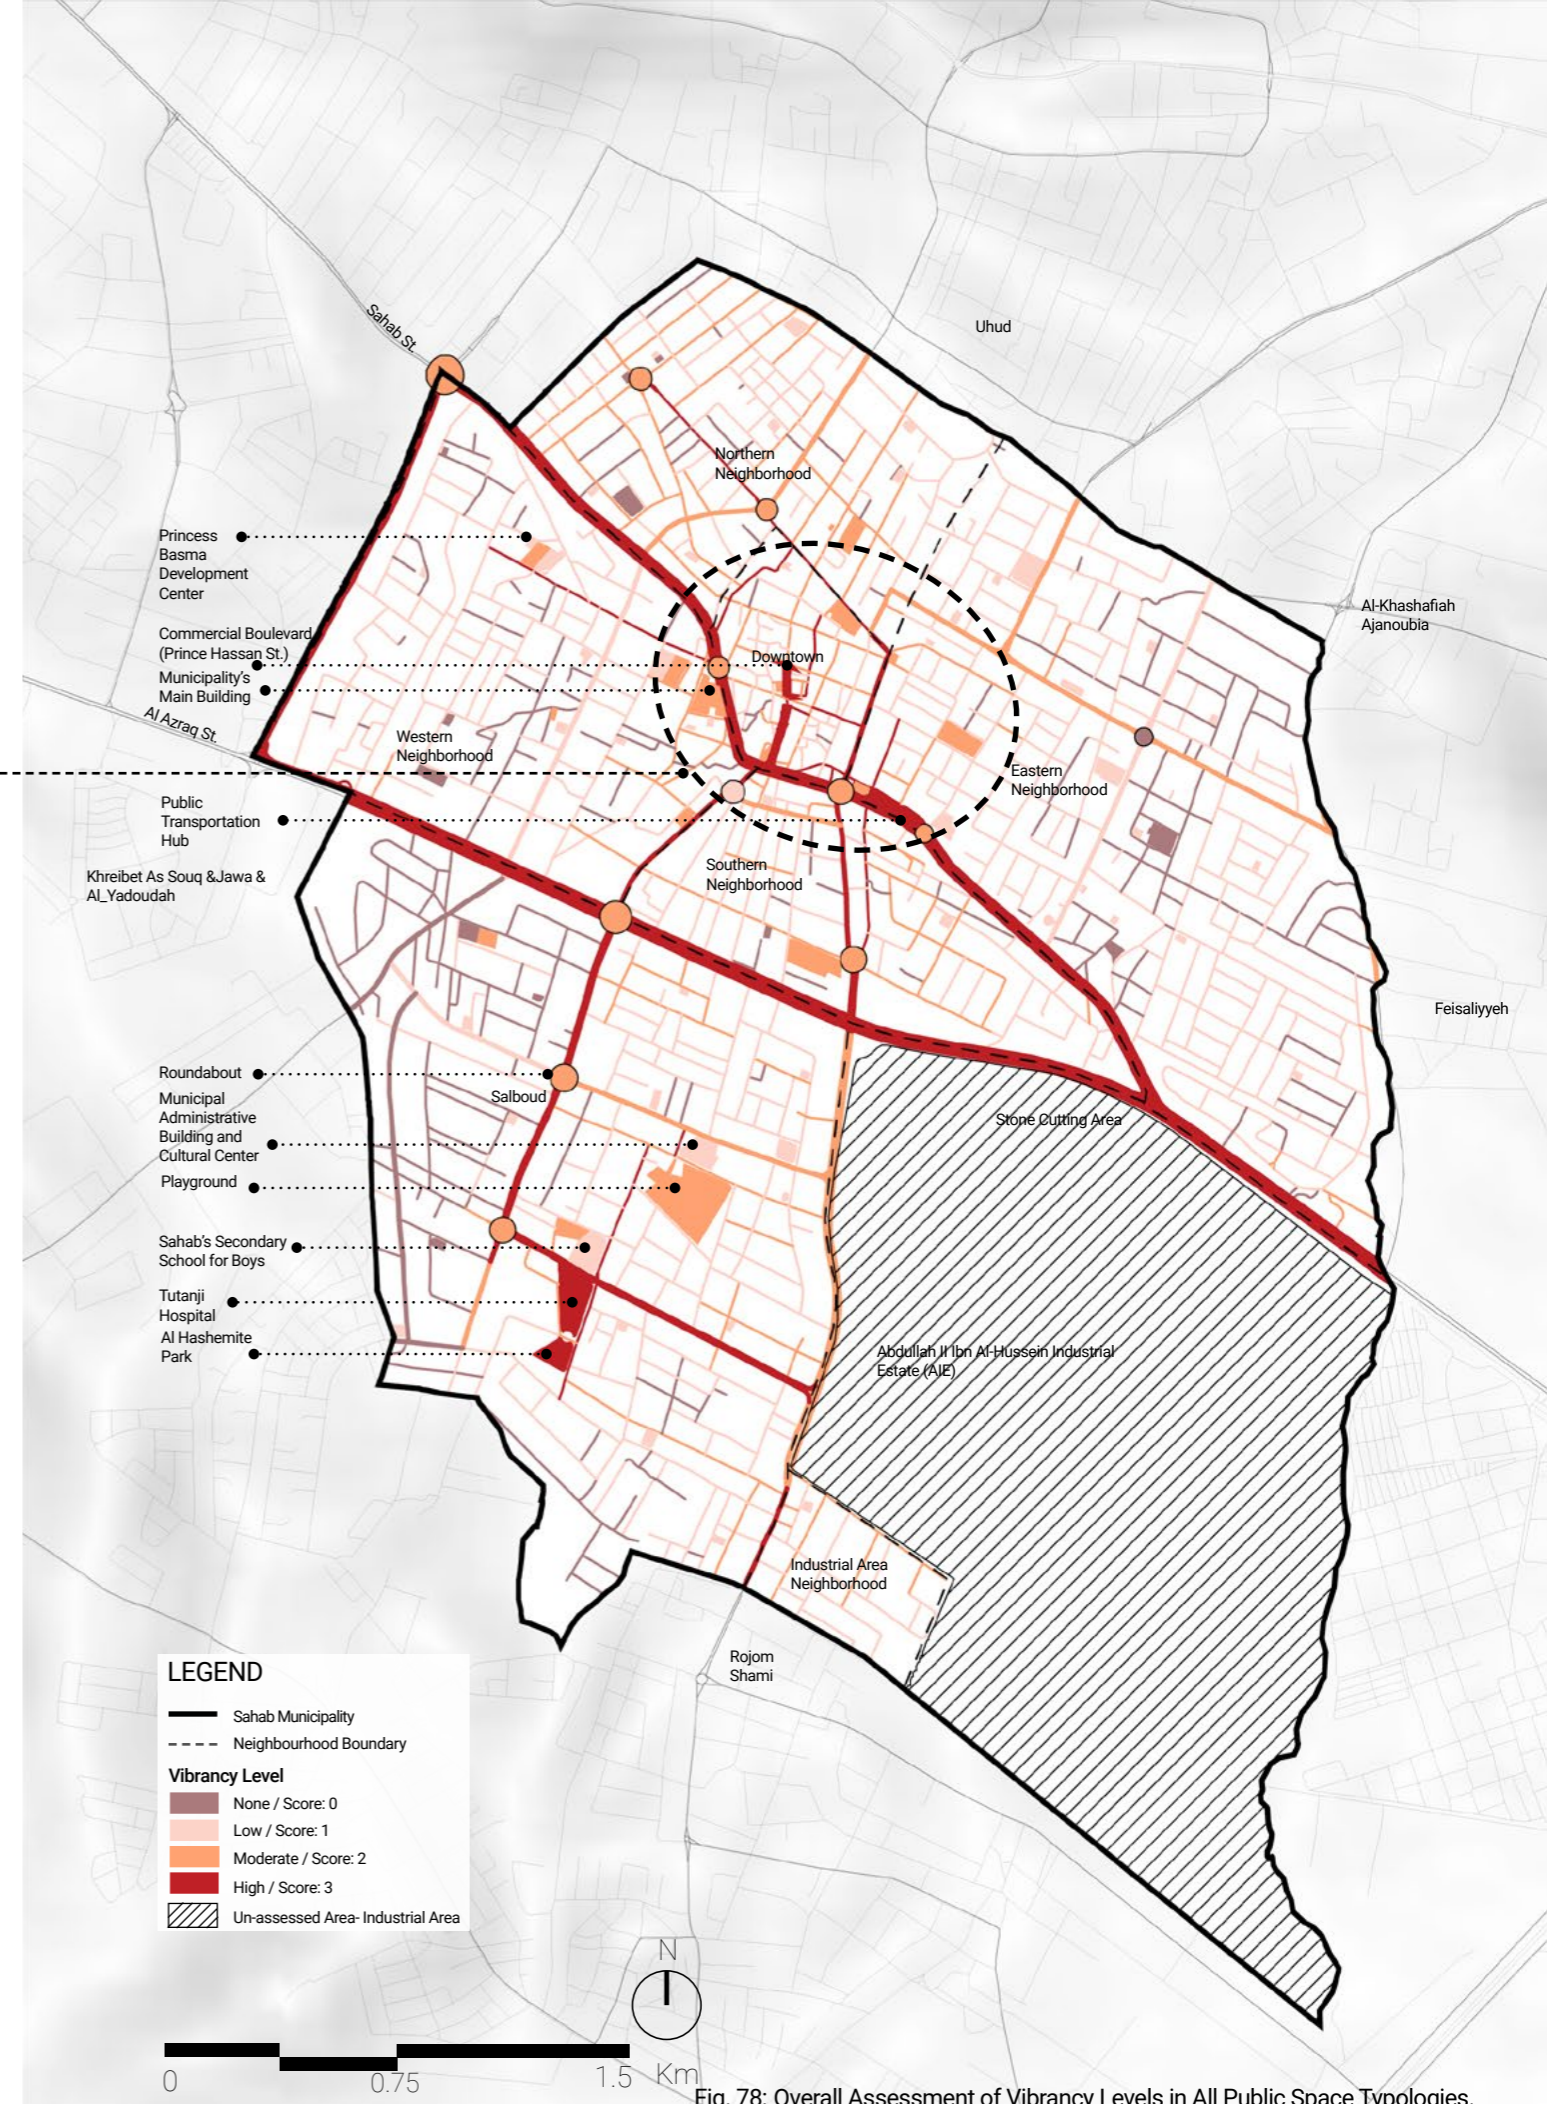 Sahab St.
Uhud
Northern
Neighborhood
Princess
Basma
Development
Center
Al-Khashafiah
Ajanoubia
Commercial Boulevard
(Prince Hassan St.)
Downtown
Municipality's
Main Building
Al Azraq St.
Western
Neighborhood
Eastern
Neighborhood
Public
Transportation
Hub
Southern
Neighborhood
Khreibet As Souq &Jawa &
Al_Yadoudah
Feisaliyyeh
Roundabout
Salboud
Municipal
Administrative
Building and
Cultural Center
Stone Cutting Area
Playground
Sahab's Secondary
School for Boys
Tutanji
Hospital
Al Hashemite
Park
Abdullah II Ibn Al-Hussein Industrial
Estate (AIE)
Industrial Area
Neighborhood
Rojom
Shami
LEGEND
Sahab Municipality
Neighbourhood Boundary
Vibrancy Level
None / Score: 0
Low / Score: 1
Moderate / Score: 2
High / Score: 3
Un-assessed Area- Industrial Area
N
0
0.75
1.5
Km
Fig. 78: Overall Assessment of Vibrancy Levels in All Public Space Typologies.